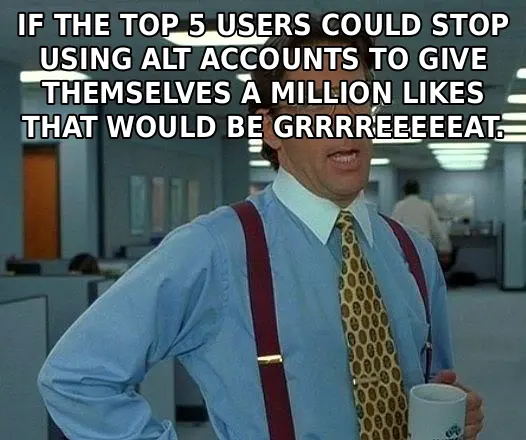 IF THE TOP 5 USERS COULD STOP
USING ALT ACCOUNTS TO GIVE
THEMSELVES A MILLION LIKES
THAT WOULD BE GRRRREEEEEAT.